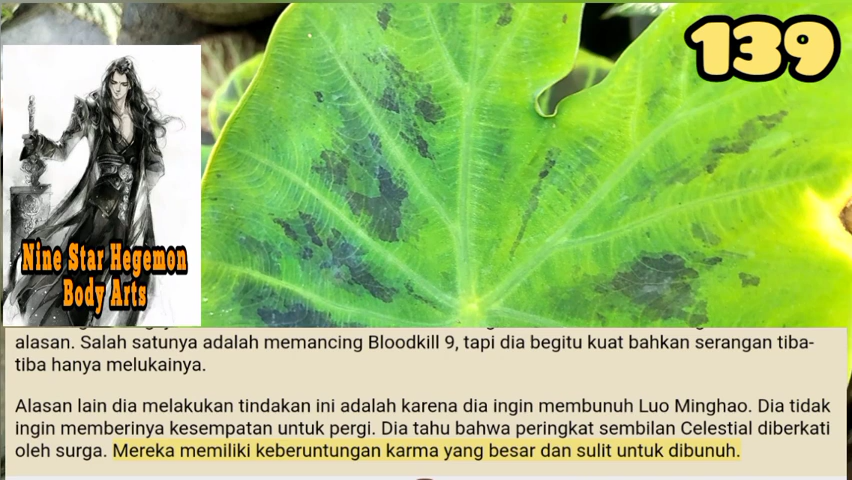 139
Nine Star Hegemon
Body Arts
alasan. Salah satunya adalah memancing Bloodkill 9, tapi dia begitu kuat bahkan serangan tiba-
tiba hanya melukainya.
Alasan lain dia melakukan tindakan ini adalah karena dia ingin membunuh Luo Minghao. Dia tidak
ingin memberinya kesempatan untuk pergi. Dia tahu bahwa peringkat sembilan Celestial diberkati
oleh surga. Mereka memiliki keberuntungan karma yang besar dan sulit untuk dibunuh.